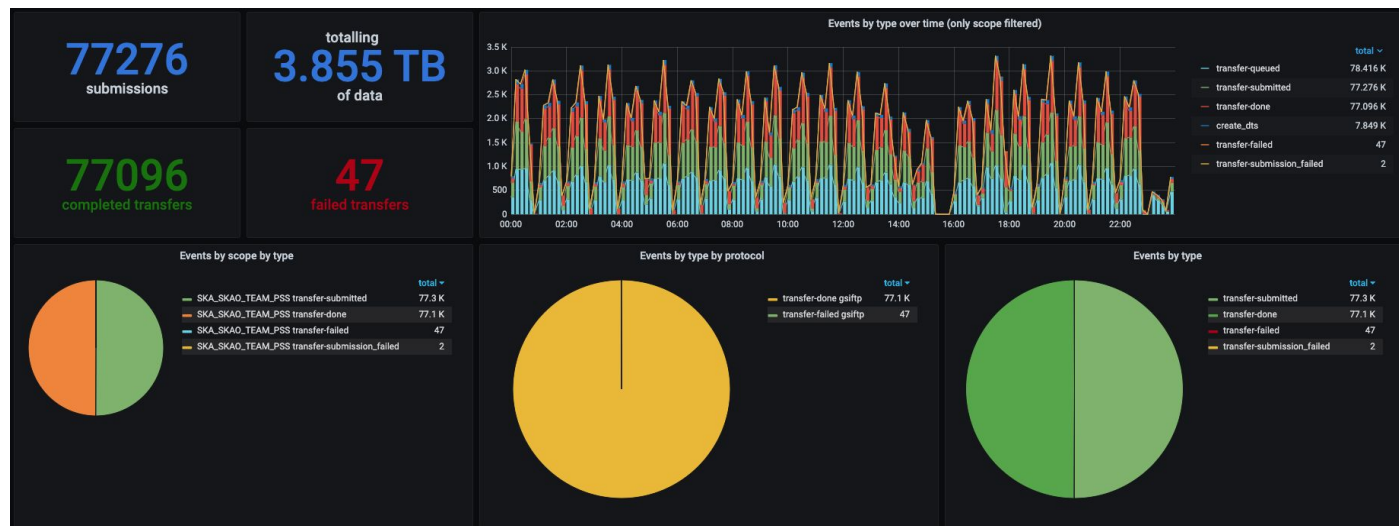 77276
submissions
totalling
3.855 TB
of data
77096
completed transfers
47
failed transfers
Events by type over time (only scope filtered)
3.5 K
3.0 K
2.5 K
2.0 K
1.5 K
1.0 K
500
0
00:00 02:00 04:00 06:00 08:00 10:00 12:00 14:00 16:00 18:00 20:00 22:00
total
transfer-queued 78.416 K
transfer-submitted 77.276 K
transfer-done 77.096 K
create_dts 7.849 K
transfer-failed 47
transfer-submission_failed 2
Events by scope by type
total
SKA_SKAO_TEAM_PSS transfer-submitted 77.3 K
SKA_SKAO_TEAM_PSS transfer-done 77.1 K
SKA_SKAO_TEAM_PSS transfer-failed 47
SKA_SKAO_TEAM_PSS transfer-submission_failed 2
Events by type by protocol
total
transfer-done gsiftp 77.1 K
transfer-failed gsiftp 47
Events by type
total
transfer-submitted 77.3 K
transfer-done 77.1 K
transfer-failed 47
transfer-submission_failed 2